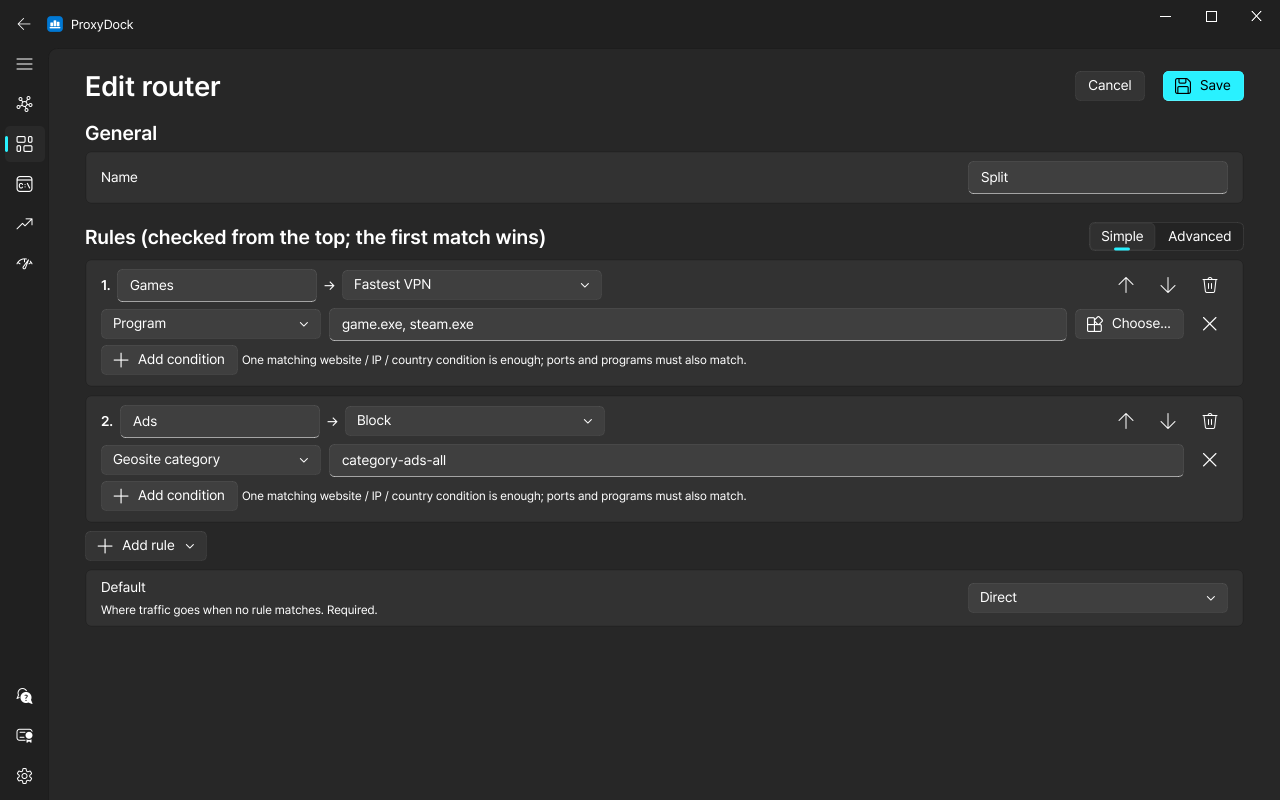 ProxyDock
Edit router
Cancel
Save
General
Name
Split
Rules (checked from the top; the first match wins)
Simple
Advanced
1. Games → Fastest VPN
Program
game.exe, steam.exe
Choose...
Add condition
One matching website / IP / country condition is enough; ports and programs must also match.
2. Ads → Block
Geosite category
category-ads-all
Add condition
One matching website / IP / country condition is enough; ports and programs must also match.
Add rule
Default
Where traffic goes when no rule matches. Required.
Direct